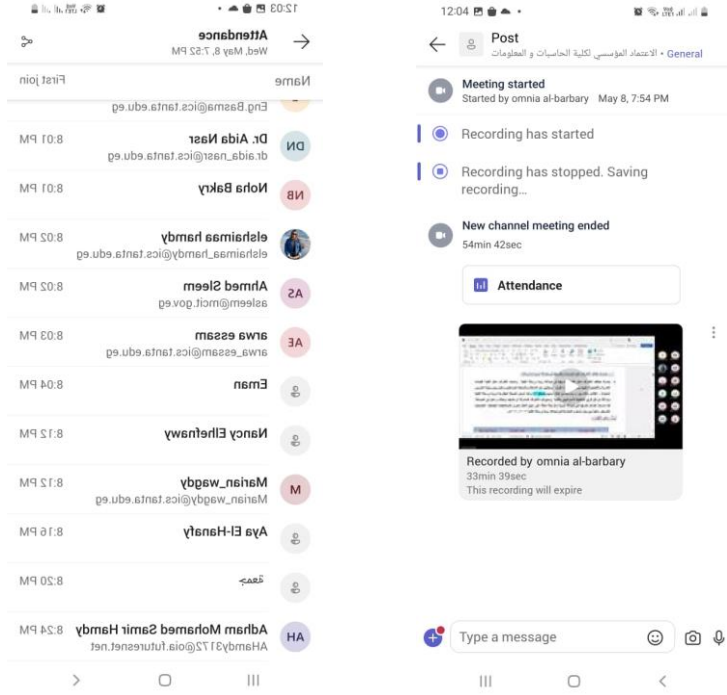 12:03
Attendance
Wed, May 8, 7:52 PM
Name First join
Eng.Basma@ics.tanta.edu.eg
DN Dr. Aida Nasr 8:01 PM
dr.aida_nasr@ics.tanta.edu.eg
NB Noha Bakry 8:01 PM
elshaimaa hamdy 8:02 PM
elshaimaa_hamdy@ics.tanta.edu.eg
AS Ahmed Sleem 8:02 PM
asleem@mcit.gov.eg
AE arwa essam 8:03 PM
arwa_essam@ics.tanta.edu.eg
Eman 8:04 PM
Nancy Elhefnawy 8:12 PM
M Marian_wagdy 8:12 PM
Marian_wagdy@ics.tanta.edu.eg
Aya El-Hanafy 8:16 PM
جمعة 8:20 PM
AH Adham Mohamed Samir Hamdy 8:24 PM
AHamdy3172@oia.futuresnet.net
12:04
Post
الاعتماد المؤسسي لكلية الحاسبات و المعلومات • General
Meeting started
Started by omnia al-barbary May 8, 7:54 PM
Recording has started
Recording has stopped. Saving
recording...
New channel meeting ended
54min 42sec
Attendance
Recorded by omnia al-barbary
33min 39sec
This recording will expire
Type a message